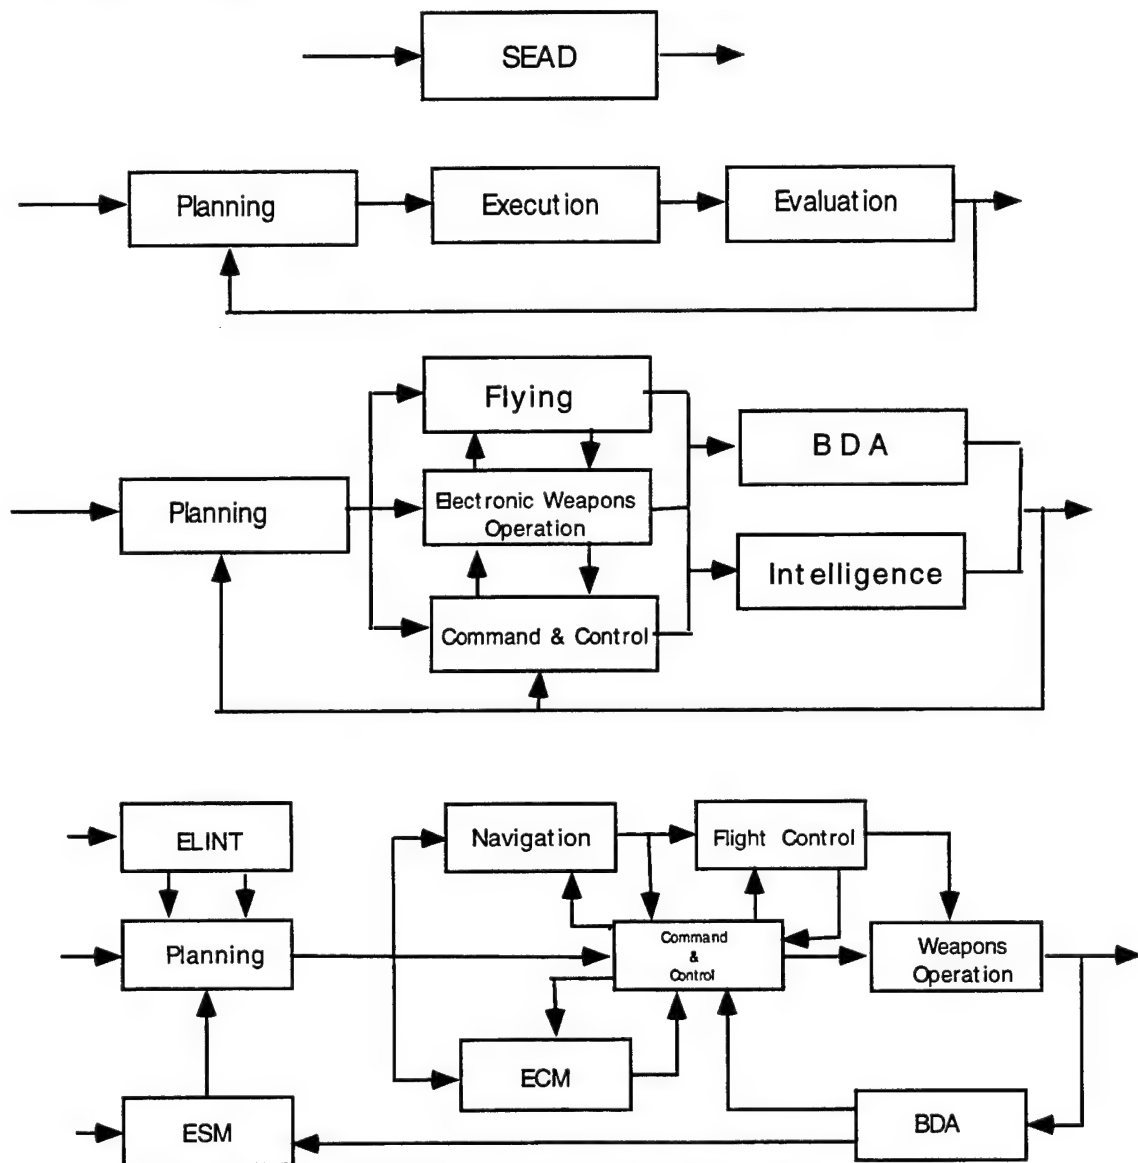 SEAD
Planning
Execution
Evaluation
Flying
BDA
Electronic Weapons
Operation
Planning
Intelligence
Command & Control
ELINT
Navigation
Flight Control
Planning
Command
&
Control
Weapons
Operation
ECM
ESM
BDA